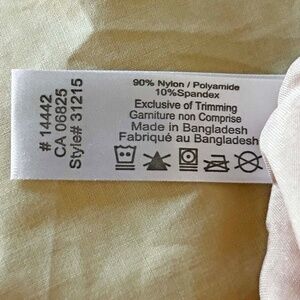 # 14442
CA 06825
Style# 31215
90% Nylon / Polyamide
10%Spandex
Exclusive of Trimming
Garniture non Comprise
Made in Bangladesh
Fabriqué au Bangladesh